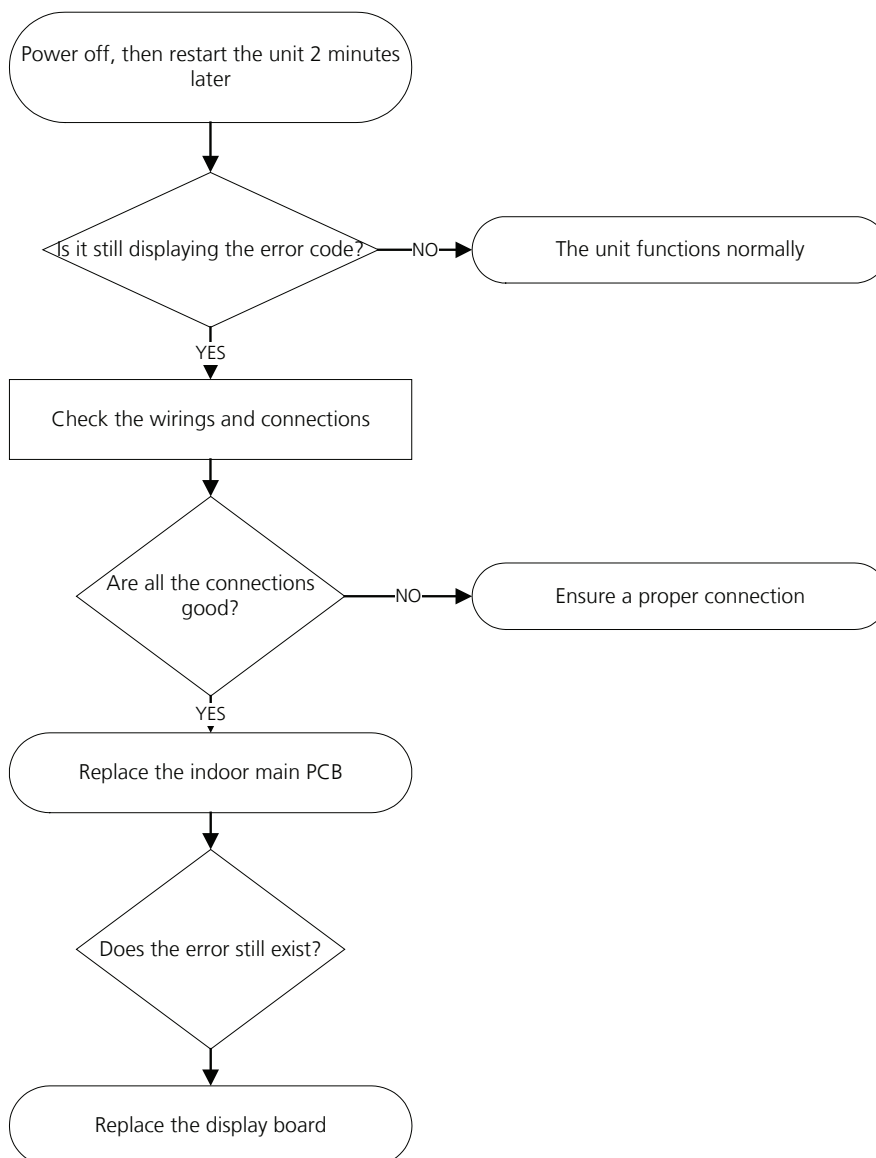 Power off, then restart the unit 2 minutes
later
Is it still displaying the error code?
NO
The unit functions normally
YES
Check the wirings and connections
Are all the connections
good?
NO
Ensure a proper connection
YES
Replace the indoor main PCB
Does the error still exist?
Replace the display board